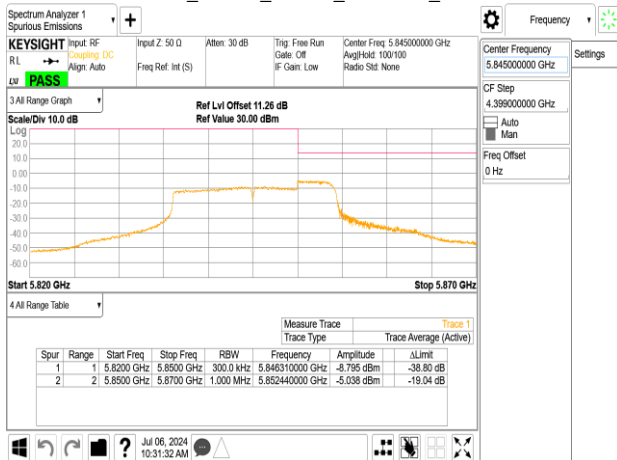 Spectrum Analyzer 1
Spurious Emissions
+
Frequency
KEYSIGHT Input: RF Input Z: 50 Ω Atten: 30 dB Trig: Free Run Center Freq: 5.845000000 GHz
Coupling: DC Gate: Off Avg|Hold: 100/100
RL Align: Auto Freq Ref: Int (S) IF Gain: Low Radio Std: None
LXI PASS
Center Frequency
5.845000000 GHz
Settings
CF Step
4.399000000 GHz
Auto
Man
Freq Offset
0 Hz
3 All Range Graph
Ref Lvl Offset 11.26 dB
Scale/Div 10.0 dB Ref Value 30.00 dBm
Log
20.0
10.0
0.00
-10.0
-20.0
-30.0
-40.0
-50.0
-60.0
Start 5.820 GHz Stop 5.870 GHz
4 All Range Table
Measure Trace Trace 1
Trace Type Trace Average (Active)
Spur Range Start Freq Stop Freq RBW Frequency Amplitude ΔLimit
1 1 5.8200 GHz 5.8500 GHz 300.0 kHz 5.846310000 GHz -8.795 dBm -38.80 dB
2 2 5.8500 GHz 5.8700 GHz 1.000 MHz 5.852440000 GHz -5.038 dBm -19.04 dB
? Jul 06, 2024
10:31:32 AM